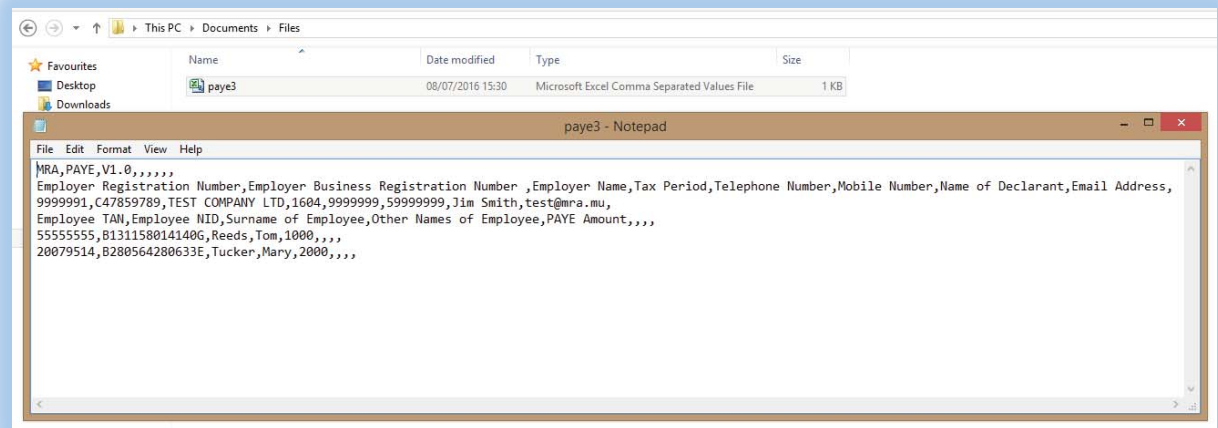 This PC Documents Files
Favourites
Desktop
Downloads
Name Date modified Type Size
paye3 08/07/2016 15:30 Microsoft Excel Comma Separated Values File 1 KB
paye3 - Notepad
File Edit Format View Help
MRA,PAYE,V1.0,,,,,,
Employer Registration Number,Employer Business Registration Number ,Employer Name,Tax Period,Telephone Number,Mobile Number,Name of Declarant,Email Address,
9999991,C47859789,TEST COMPANY LTD,1604,9999999,59999999,Jim Smith,test@mra.mu,
Employee TAN,Employee NID,Surname of Employee,Other Names of Employee,PAYE Amount,,,,
55555555,B131158014140G,Reeds,Tom,1000,,,,
20079514,B280564280633E,Tucker,Mary,2000,,,,